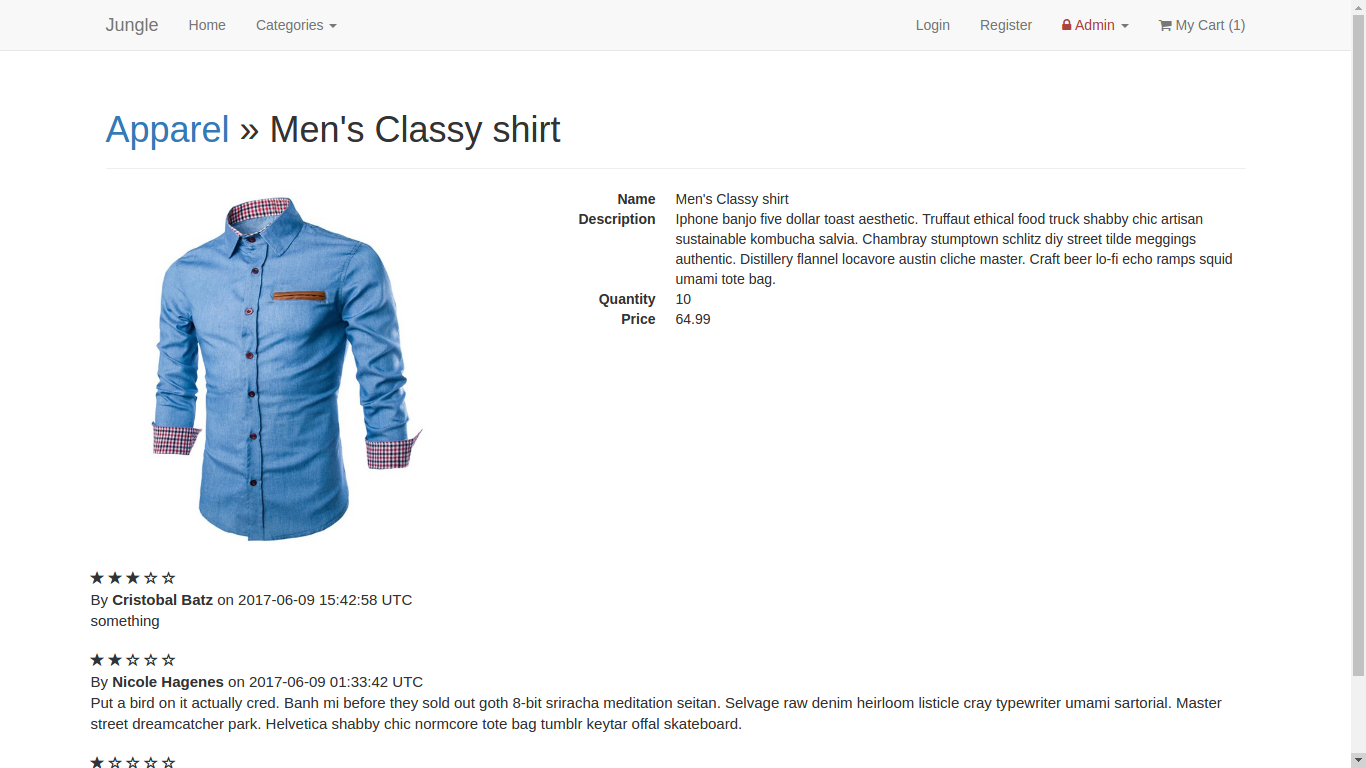 Jungle Home Categories Login Register Admin My Cart (1)
Apparel » Men's Classy shirt
Name Men's Classy shirt
Description Iphone banjo five dollar toast aesthetic. Truffaut ethical food truck shabby chic artisan
sustainable kombucha salvia. Chambray stumptown schlitz diy street tilde meggings
authentic. Distillery flannel locavore austin cliche master. Craft beer lo-fi echo ramps squid
umami tote bag.
Quantity 10
Price 64.99
★ ★ ★ ☆ ☆
By Cristobal Batz on 2017-06-09 15:42:58 UTC
something
★ ★ ☆ ☆ ☆
By Nicole Hagenes on 2017-06-09 01:33:42 UTC
Put a bird on it actually cred. Banh mi before they sold out goth 8-bit sriracha meditation seitan. Selvage raw denim heirloom listicle cray typewriter umami sartorial. Master
street dreamcatcher park. Helvetica shabby chic normcore tote bag tumblr keytar offal skateboard.
★ ☆ ☆ ☆ ☆